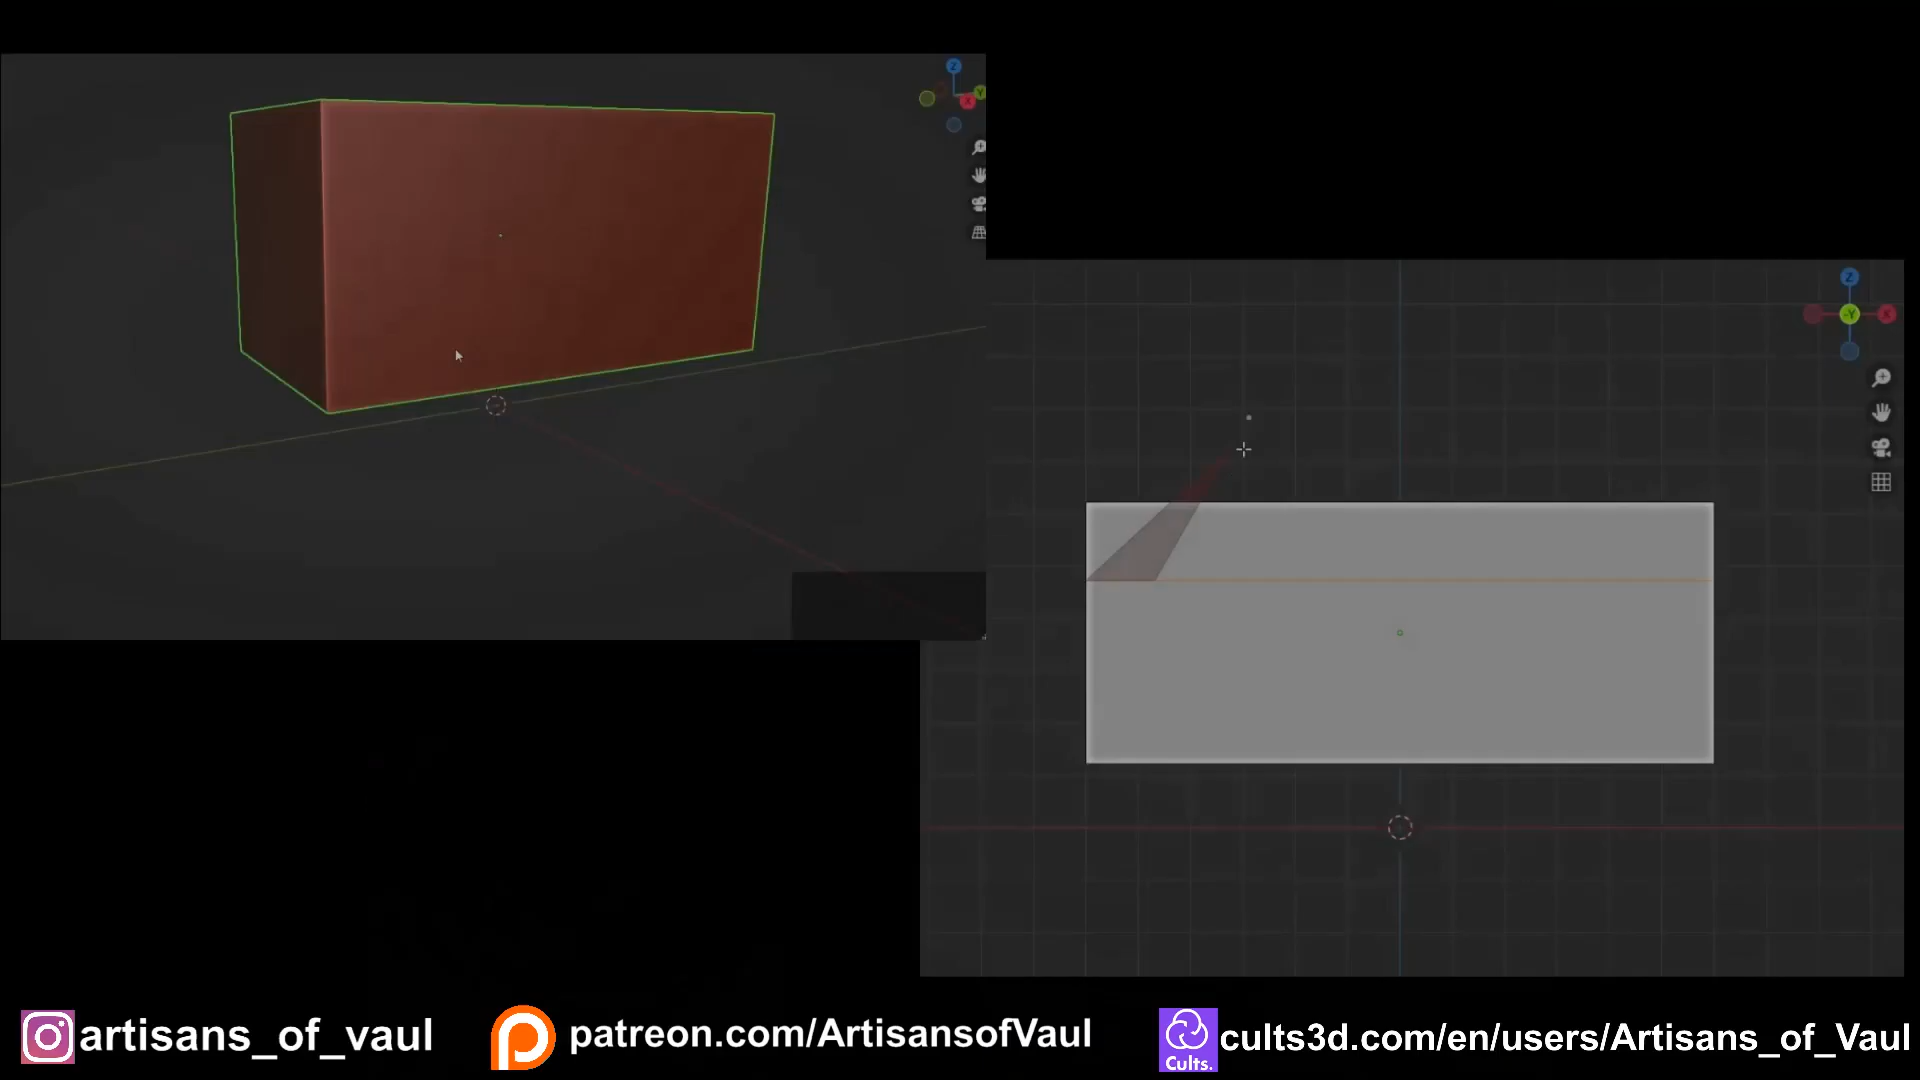 Z
Y
X
Z
-Y
X
artisans_of_vaul
patreon.com/ArtisansofVaul
Cults.
cults3d.com/en/users/Artisans_of_Vaul